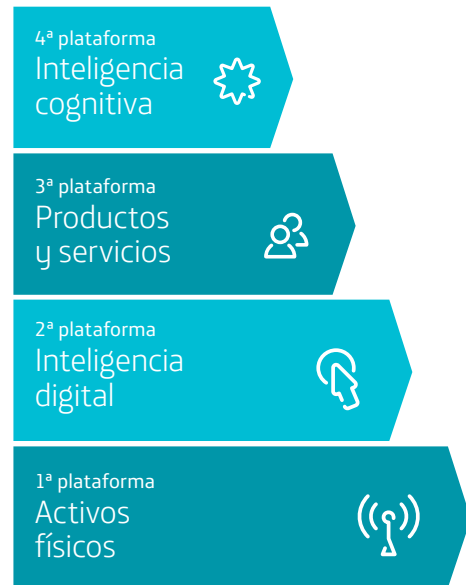 4ª plataforma
Inteligencia
cognitiva
3ª plataforma
Productos
y servicios
2ª plataforma
Inteligencia
digital
1ª plataforma
Activos
físicos